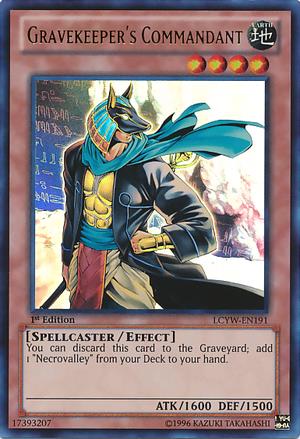 GRAVEKEEPER'S COMMANDANT
EARTH
地
1st Edition
LCYW-EN191
[SPELLCASTER / EFFECT]
You can discard this card to the Graveyard; add
1 "Necrovalley" from your Deck to your hand.
ATK/1600 DEF/1500
17393207
©1996 KAZUKI TAKAHASHI